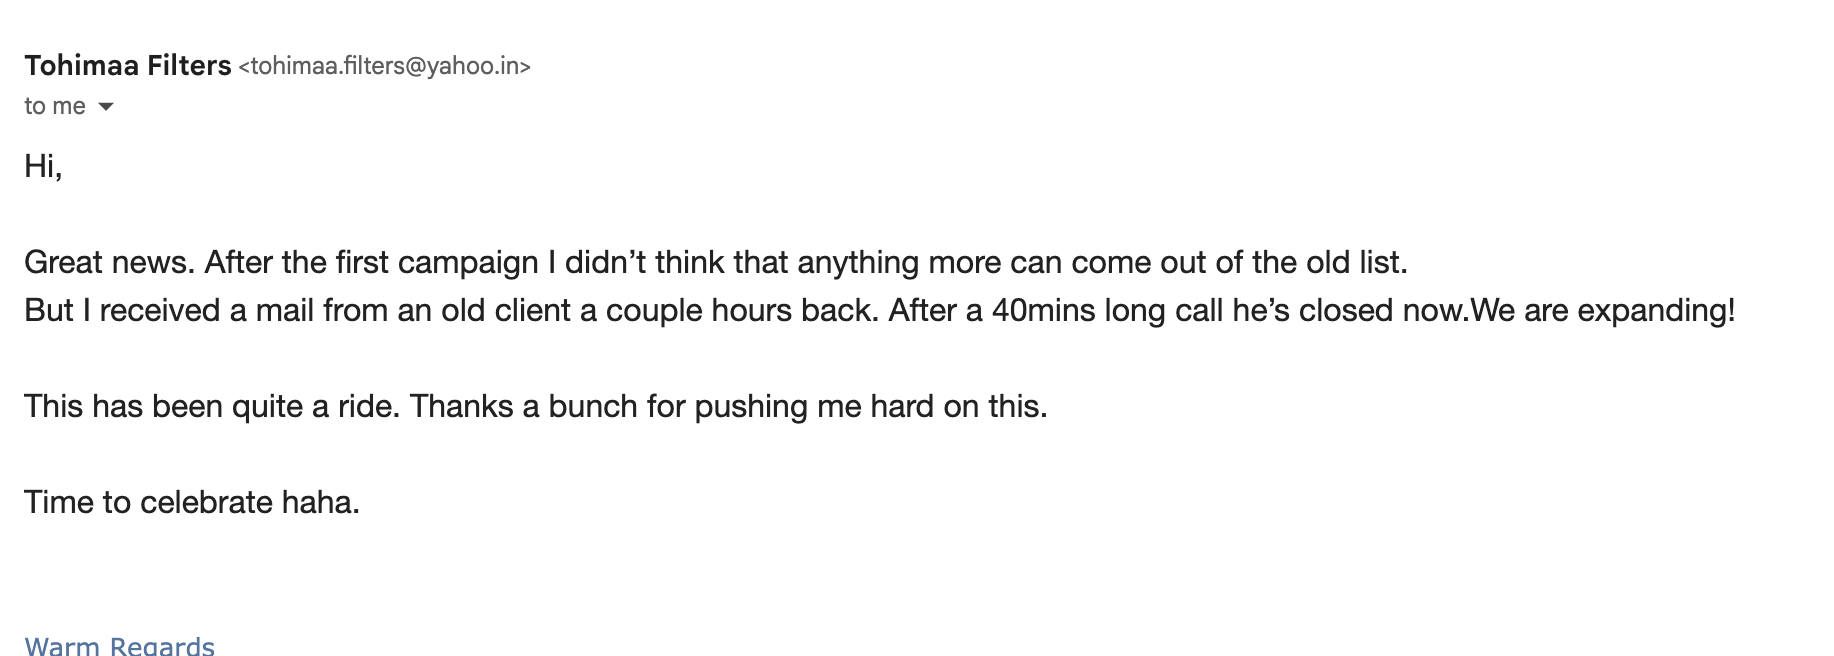 Tohimaa Filters <tohimaa.filters@yahoo.in>
to me
Hi,
Great news. After the first campaign I didn’t think that anything more can come out of the old list.
But I received a mail from an old client a couple hours back. After a 40mins long call he’s closed now.We are expanding!
This has been quite a ride. Thanks a bunch for pushing me hard on this.
Time to celebrate haha.
Warm Regards